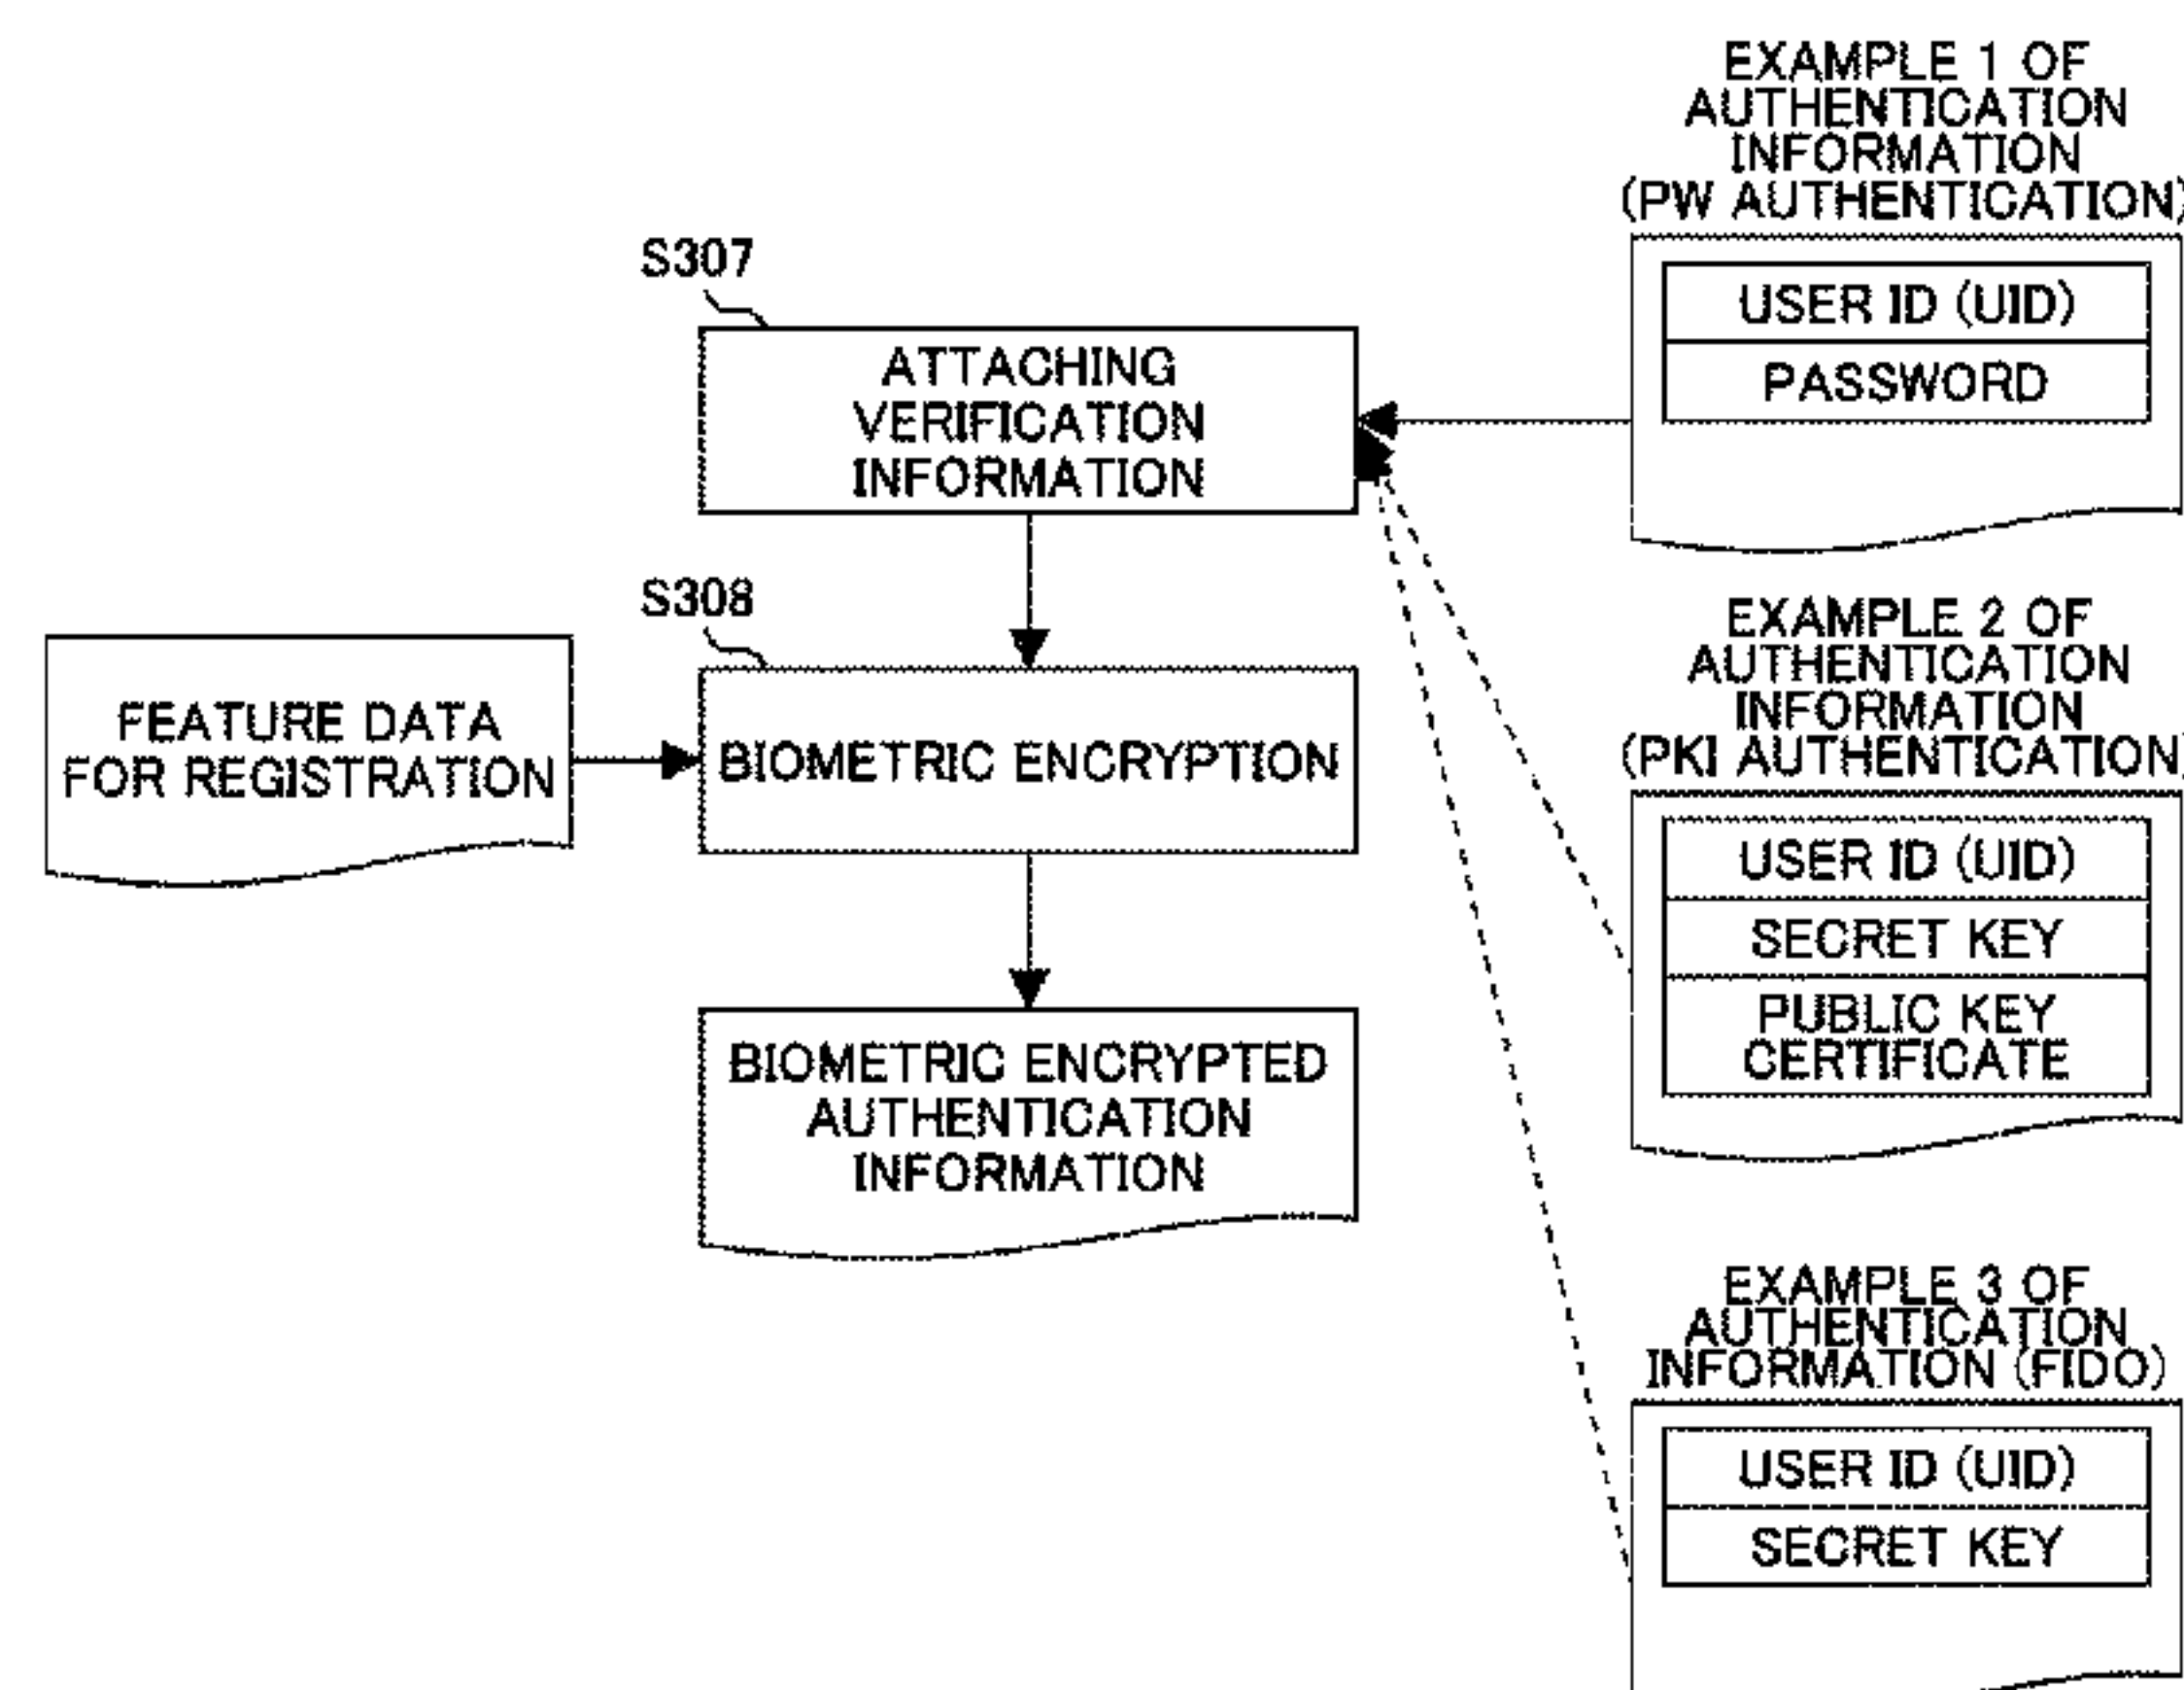 EXAMPLE 1 OF
AUTHENTICATION
INFORMATION
(PW AUTHENTICATION)
USER ID (UID)
PASSWORD
S307
ATTACHING
VERIFICATION
INFORMATION
S308
FEATURE DATA
FOR REGISTRATION
BIOMETRIC ENCRYPTION
BIOMETRIC ENCRYPTED
AUTHENTICATION
INFORMATION
EXAMPLE 2 OF
AUTHENTICATION
INFORMATION
(PKI AUTHENTICATION)
USER ID (UID)
SECRET KEY
PUBLIC KEY
CERTIFICATE
EXAMPLE 3 OF
AUTHENTICATION
INFORMATION (FIDO)
USER ID (UID)
SECRET KEY